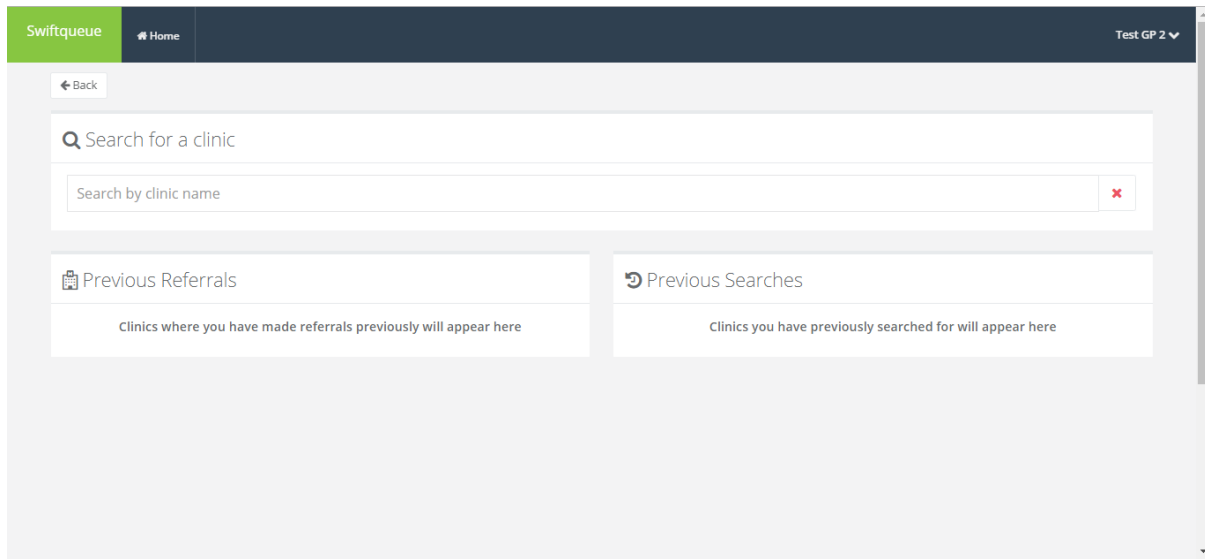 Swiftqueue
Home
Test GP 2
Back
Search for a clinic
Search by clinic name
Previous Referrals
Clinics where you have made referrals previously will appear here
Previous Searches
Clinics you have previously searched for will appear here